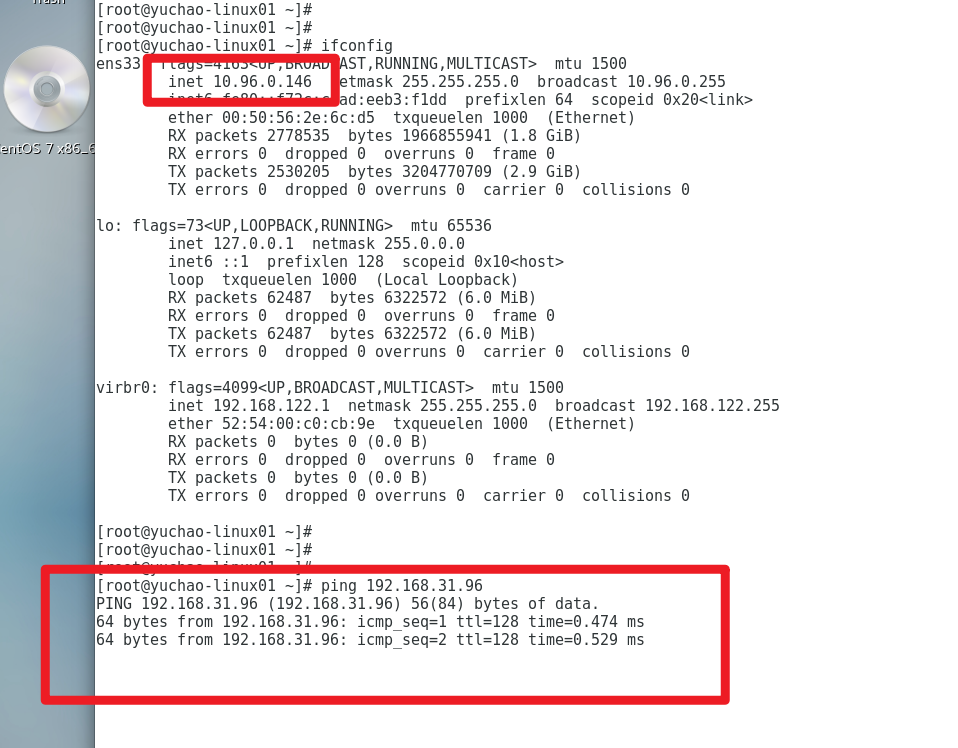 [root@yuchao-linux01 ~]#
[root@yuchao-linux01 ~]#
[root@yuchao-linux01 ~]# ifconfig
ens33: flags=4163<UP,BROADCAST,RUNNING,MULTICAST>  mtu 1500
        inet 10.96.0.146  netmask 255.255.255.0  broadcast 10.96.0.255
        prefixlen 64  scopeid 0x20<link>
        ether 00:50:56:2e:6c:d5  txqueuelen 1000  (Ethernet)
        RX packets 2778535  bytes 1966855941 (1.8 GiB)
        RX errors 0  dropped 0  overruns 0  frame 0
        TX packets 2530205  bytes 3204770709 (2.9 GiB)
        TX errors 0  dropped 0 overruns 0  carrier 0  collisions 0
lo: flags=73<UP,LOOPBACK,RUNNING>  mtu 65536
        inet 127.0.0.1  netmask 255.0.0.0
        inet6 ::1  prefixlen 128  scopeid 0x10<host>
        loop  txqueuelen 1000  (Local Loopback)
        RX packets 62487  bytes 6322572 (6.0 MiB)
        RX errors 0  dropped 0  overruns 0  frame 0
        TX packets 62487  bytes 6322572 (6.0 MiB)
        TX errors 0  dropped 0 overruns 0  carrier 0  collisions 0
virbr0: flags=4099<UP,BROADCAST,MULTICAST>  mtu 1500
        inet 192.168.122.1  netmask 255.255.255.0  broadcast 192.168.122.255
        ether 52:54:00:c0:cb:9e  txqueuelen 1000  (Ethernet)
        RX packets 0  bytes 0 (0.0 B)
        RX errors 0  dropped 0  overruns 0  frame 0
        TX packets 0  bytes 0 (0.0 B)
        TX errors 0  dropped 0 overruns 0  carrier 0  collisions 0
[root@yuchao-linux01 ~]#
[root@yuchao-linux01 ~]#
[root@yuchao-linux01 ~]#
[root@yuchao-linux01 ~]# ping 192.168.31.96
PING 192.168.31.96 (192.168.31.96) 56(84) bytes of data.
64 bytes from 192.168.31.96: icmp_seq=1 ttl=128 time=0.474 ms
64 bytes from 192.168.31.96: icmp_seq=2 ttl=128 time=0.529 ms
Trash
entOS 7 x86_6